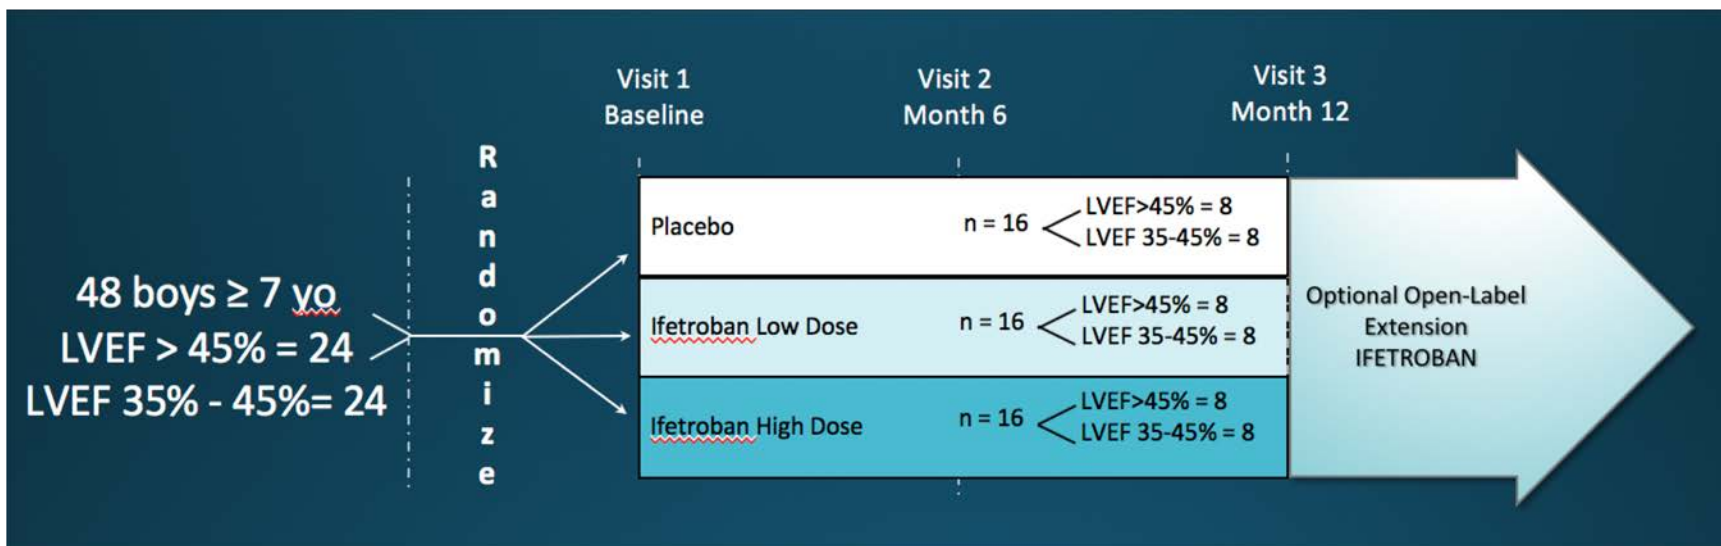 48 boys ≥ 7 yo
LVEF > 45% = 24
LVEF 35% - 45%= 24
Randomize
Visit 1
Baseline
Visit 2
Month 6
Visit 3
Month 12
Placebo
n = 16
LVEF>45% = 8
LVEF 35-45% = 8
Ifetroban Low Dose
n = 16
LVEF>45% = 8
LVEF 35-45% = 8
Ifetroban High Dose
n = 16
LVEF>45% = 8
LVEF 35-45% = 8
Optional Open-Label
Extension
IFETROBAN